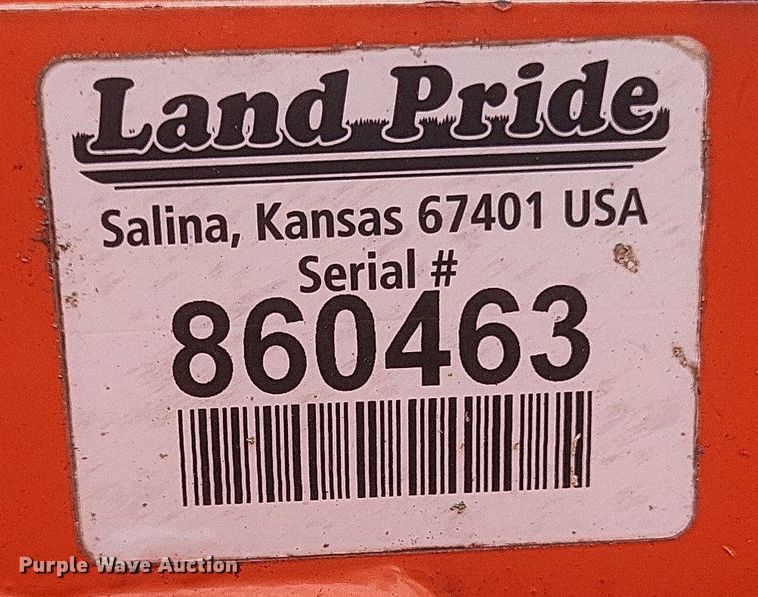 Land Pride
Salina, Kansas 67401 USA
Serial #
860463
Purple Wave Auction